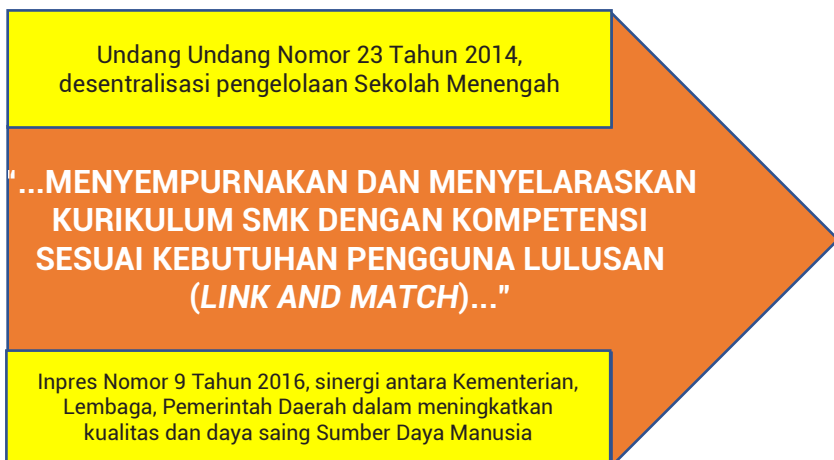 Undang Undang Nomor 23 Tahun 2014,
desentralisasi pengelolaan Sekolah Menengah
"...MENYEMPURNAKAN DAN MENYELARASKAN
KURIKULUM SMK DENGAN KOMPETENSI
SESUAI KEBUTUHAN PENGGUNA LULUSAN
(LINK AND MATCH)..."
Inpres Nomor 9 Tahun 2016, sinergi antara Kementerian,
Lembaga, Pemerintah Daerah dalam meningkatkan
kualitas dan daya saing Sumber Daya Manusia